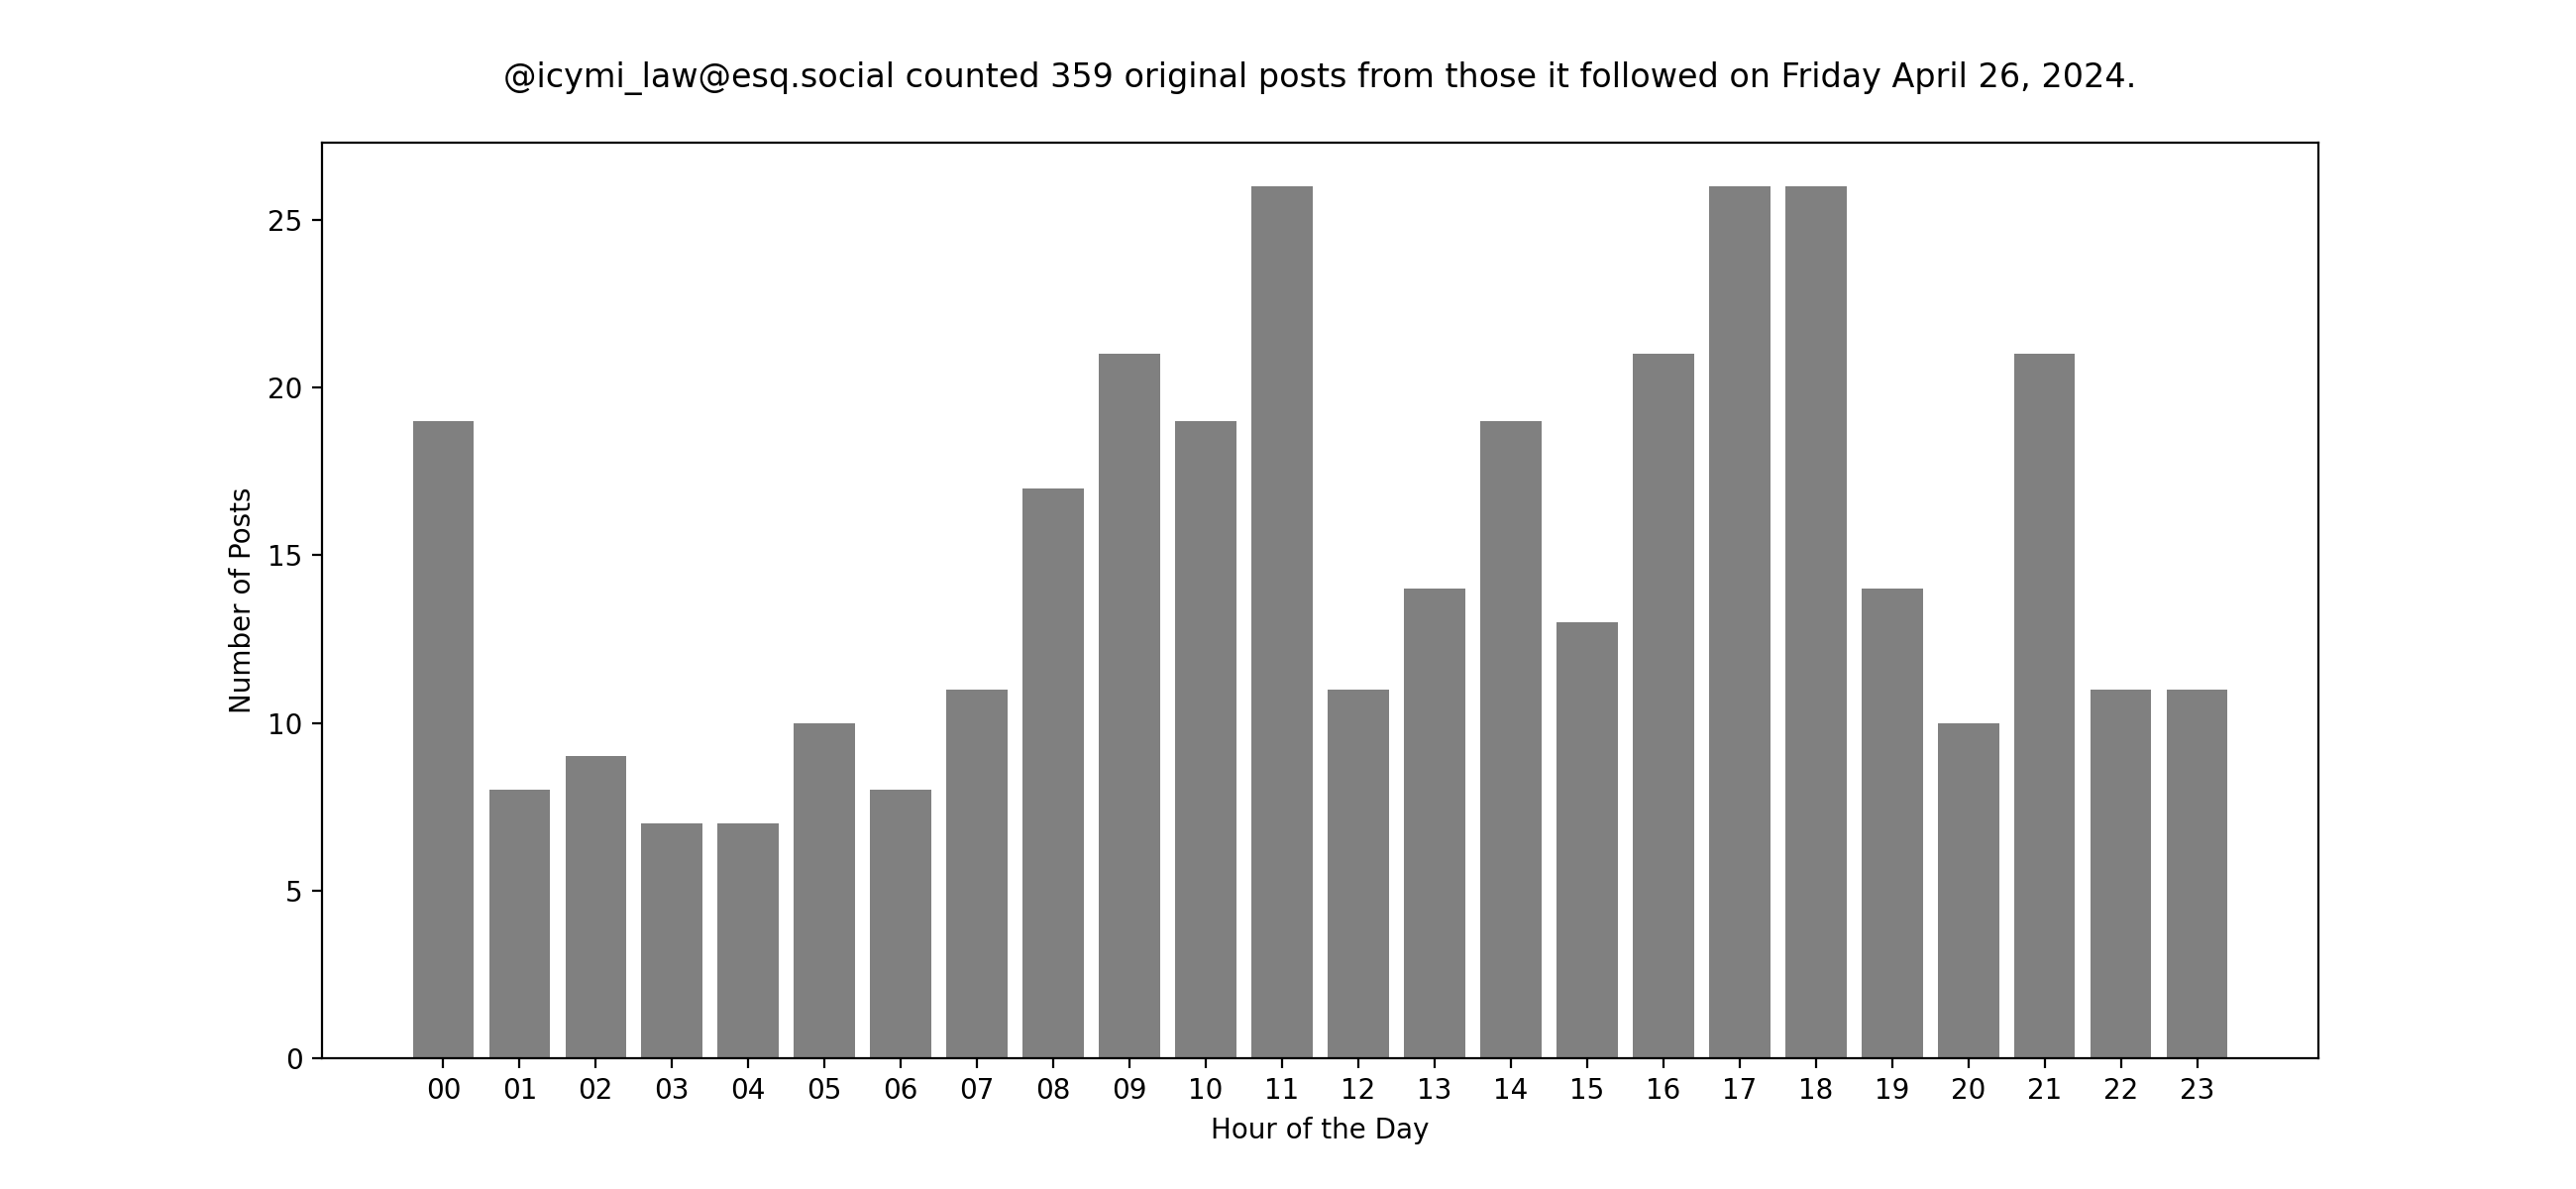 @icymi_law@esq.social counted 359 original posts from those it followed on Friday April 26, 2024.
25
20
15
10
5
0
Number of Posts
00 01 02 03 04 05 06 07 08 09 10 11 12 13 14 15 16 17 18 19 20 21 22 23
Hour of the Day